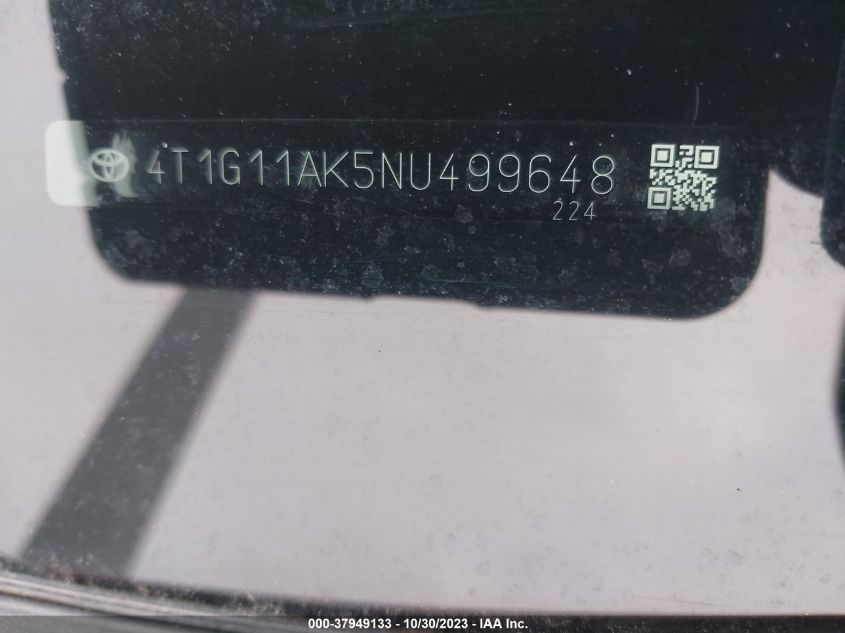 4T1G11AK5NU499648
224
000-37949133 - 10/30/2023 - IAA Inc.